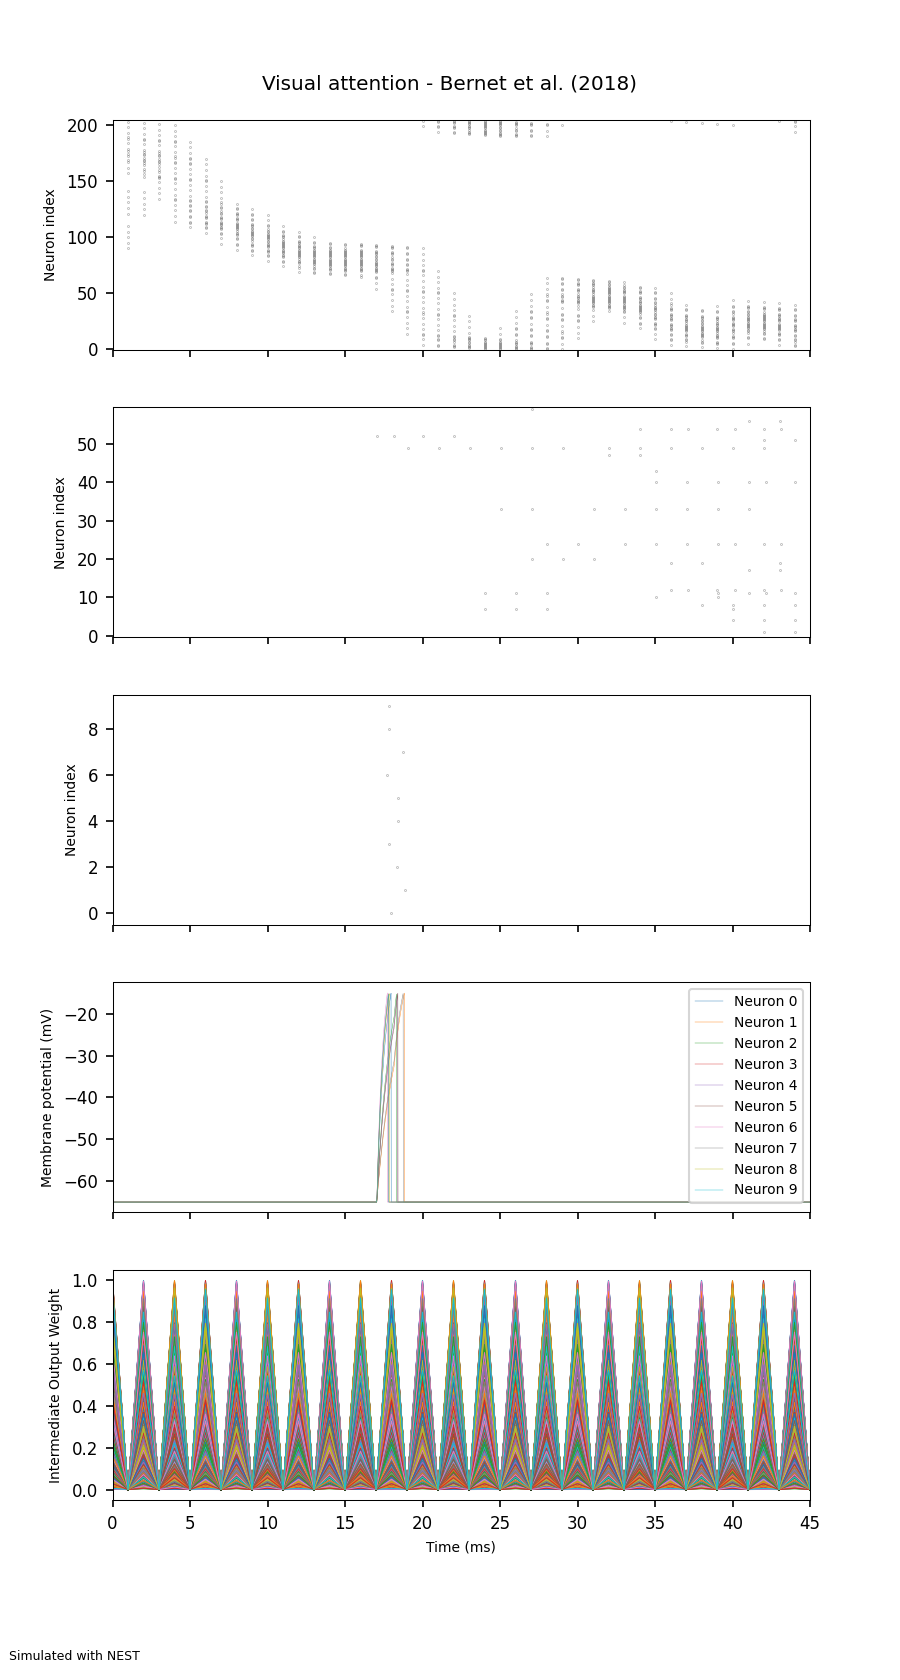 Visual attention - Bernet et al. (2018)
200
150
100
50
0
Neuron index
50
40
30
20
10
0
Neuron index
8
6
4
2
0
Neuron index
−20
−30
−40
−50
−60
Membrane potential (mV)
Neuron 0
Neuron 1
Neuron 2
Neuron 3
Neuron 4
Neuron 5
Neuron 6
Neuron 7
Neuron 8
Neuron 9
1.0
0.8
0.6
0.4
0.2
0.0
Intermediate Output Weight
0 5 10 15 20 25 30 35 40 45
Time (ms)
Simulated with NEST